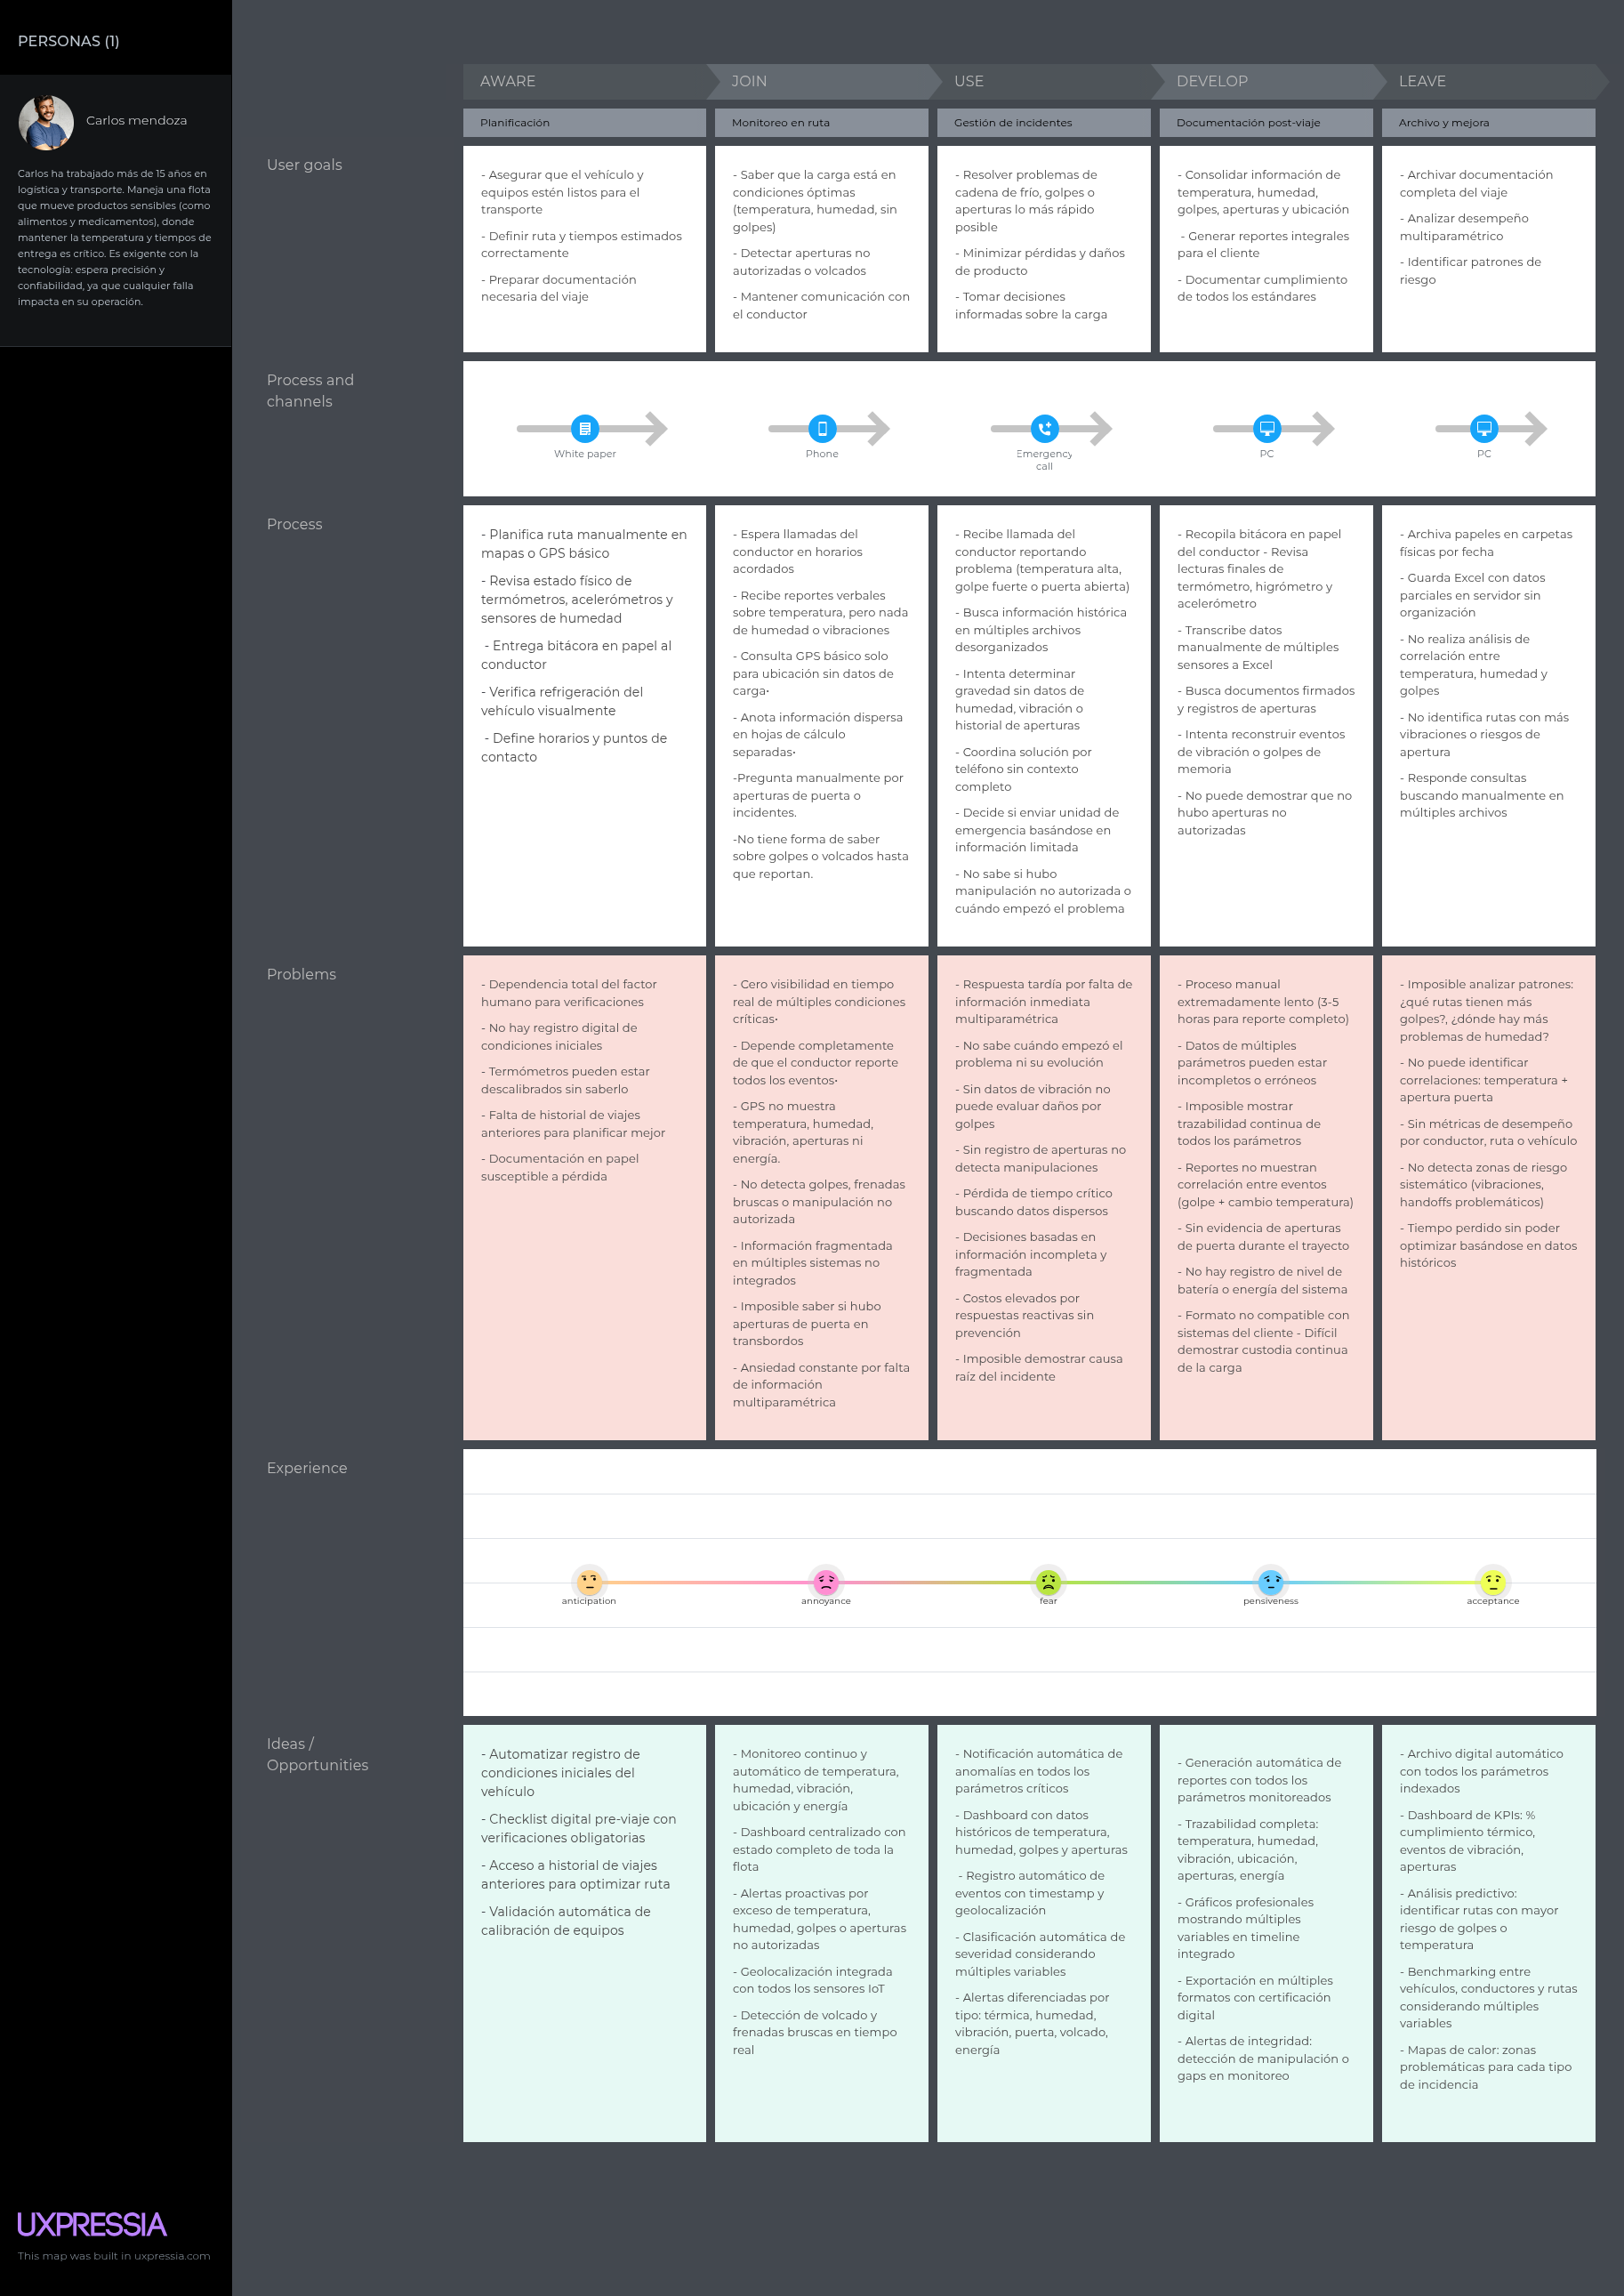 PERSONAS (1)
Carlos mendoza
Carlos ha trabajado más de 15 años en
logística y transporte. Maneja una flota
que mueve productos sensibles (como
alimentos y medicamentos), donde
mantener la temperatura y tiempos de
entrega es crítico. Es exigente con la
tecnología: espera precisión y
confiabilidad, ya que cualquier falla
impacta en su operación.
AWARE
JOIN
USE
DEVELOP
LEAVE
Planificación
Monitoreo en ruta
Gestión de incidentes
Documentación post-viaje
Archivo y mejora
User goals
- Asegurar que el vehículo y
equipos estén listos para el
transporte
- Definir ruta y tiempos estimados
correctamente
- Preparar documentación
necesaria del viaje
- Saber que la carga está en
condiciones óptimas
(temperatura, humedad, sin
golpes)
- Detectar aperturas no
autorizadas o volcados
- Mantener comunicación con
el conductor
- Resolver problemas de
cadena de frío, golpes o
aperturas lo más rápido
posible
- Minimizar pérdidas y daños
de producto
- Tomar decisiones
informadas sobre la carga
- Consolidar información de
temperatura, humedad,
golpes, aperturas y ubicación
- Generar reportes integrales
para el cliente
- Documentar cumplimiento
de todos los estándares
- Archivar documentación
completa del viaje
- Analizar desempeño
multiparamétrico
- Identificar patrones de
riesgo
Process and
channels
White paper
Phone
Emergency
call
PC
PC
Process
- Planifica ruta manualmente en
mapas o GPS básico
- Revisa estado físico de
termómetros, acelerómetros y
sensores de humedad
- Entrega bitácora en papel al
conductor
- Verifica refrigeración del
vehículo visualmente
- Define horarios y puntos de
contacto
- Espera llamadas del
conductor en horarios
acordados
- Recibe reportes verbales
sobre temperatura, pero nada
de humedad o vibraciones
- Consulta GPS básico solo
para ubicación sin datos de
carga•
- Anota información dispersa
en hojas de cálculo
separadas•
-Pregunta manualmente por
aperturas de puerta o
incidentes.
-No tiene forma de saber
sobre golpes o volcados hasta
que reportan.
- Recibe llamada del
conductor reportando
problema (temperatura alta,
golpe fuerte o puerta abierta)
- Busca información histórica
en múltiples archivos
desorganizados
- Intenta determinar
gravedad sin datos de
humedad, vibración o
historial de aperturas
- Coordina solución por
teléfono sin contexto
completo
- Decide si enviar unidad de
emergencia basándose en
información limitada
- No sabe si hubo
manipulación no autorizada o
cuándo empezó el problema
- Recopila bitácora en papel
del conductor - Revisa
lecturas finales de
termómetro, higrómetro y
acelerómetro
- Transcribe datos
manualmente de múltiples
sensores a Excel
- Busca documentos firmados
y registros de aperturas
- Intenta reconstruir eventos
de vibración o golpes de
memoria
- No puede demostrar que no
hubo aperturas no
autorizadas
- Archiva papeles en carpetas
físicas por fecha
- Guarda Excel con datos
parciales en servidor sin
organización
- No realiza análisis de
correlación entre
temperatura, humedad y
golpes
- No identifica rutas con más
vibraciones o riesgos de
apertura
- Responde consultas
buscando manualmente en
múltiples archivos
Problems
- Dependencia total del factor
humano para verificaciones
- No hay registro digital de
condiciones iniciales
- Termómetros pueden estar
descalibrados sin saberlo
- Falta de historial de viajes
anteriores para planificar mejor
- Documentación en papel
susceptible a pérdida
- Cero visibilidad en tiempo
real de múltiples condiciones
críticas•
- Depende completamente
de que el conductor reporte
todos los eventos•
- GPS no muestra
temperatura, humedad,
vibración, aperturas ni
energía.
- No detecta golpes, frenadas
bruscas o manipulación no
autorizada
- Información fragmentada
en múltiples sistemas no
integrados
- Imposible saber si hubo
aperturas de puerta en
transbordos
- Ansiedad constante por falta
de información
multiparamétrica
- Respuesta tardía por falta de
información inmediata
multiparamétrica
- No sabe cuándo empezó el
problema ni su evolución
- Sin datos de vibración no
puede evaluar daños por
golpes
- Sin registro de aperturas no
detecta manipulaciones
- Pérdida de tiempo crítico
buscando datos dispersos
- Decisiones basadas en
información incompleta y
fragmentada
- Costos elevados por
respuestas reactivas sin
prevención
- Imposible demostrar causa
raíz del incidente
- Proceso manual
extremadamente lento (3-5
horas para reporte completo)
- Datos de múltiples
parámetros pueden estar
incompletos o erróneos
- Imposible mostrar
trazabilidad continua de
todos los parámetros
- Reportes no muestran
correlación entre eventos
(golpe + cambio temperatura)
- Sin evidencia de aperturas
de puerta durante el trayecto
- No hay registro de nivel de
batería o energía del sistema
- Formato no compatible con
sistemas del cliente - Difícil
demostrar custodia continua
de la carga
- Imposible analizar patrones:
¿qué rutas tienen más
golpes?, ¿dónde hay más
problemas de humedad?
- No puede identificar
correlaciones: temperatura +
apertura puerta
- Sin métricas de desempeño
por conductor, ruta o vehículo
- No detecta zonas de riesgo
sistemático (vibraciones,
handoffs problemáticos)
- Tiempo perdido sin poder
optimizar basándose en datos
históricos
Experience
anticipation
annoyance
fear
pensiveness
acceptance
Ideas /
Opportunities
- Automatizar registro de
condiciones iniciales del
vehículo
- Checklist digital pre-viaje con
verificaciones obligatorias
- Acceso a historial de viajes
anteriores para optimizar ruta
- Validación automática de
calibración de equipos
- Monitoreo continuo y
automático de temperatura,
humedad, vibración,
ubicación y energía
- Dashboard centralizado con
estado completo de toda la
flota
- Alertas proactivas por
exceso de temperatura,
humedad, golpes o aperturas
no autorizadas
- Geolocalización integrada
con todos los sensores IoT
- Detección de volcado y
frenadas bruscas en tiempo
real
- Notificación automática de
anomalías en todos los
parámetros críticos
- Dashboard con datos
históricos de temperatura,
humedad, golpes y aperturas
- Registro automático de
eventos con timestamp y
geolocalización
- Clasificación automática de
severidad considerando
múltiples variables
- Alertas diferenciadas por
tipo: térmica, humedad,
vibración, puerta, volcado,
energía
- Generación automática de
reportes con todos los
parámetros monitoreados
- Trazabilidad completa:
temperatura, humedad,
vibración, ubicación,
aperturas, energía
- Gráficos profesionales
mostrando múltiples
variables en timeline
integrado
- Exportación en múltiples
formatos con certificación
digital
- Alertas de integridad:
detección de manipulación o
gaps en monitoreo
- Archivo digital automático
con todos los parámetros
indexados
- Dashboard de KPIs: %
cumplimiento térmico,
eventos de vibración,
aperturas
- Análisis predictivo:
identificar rutas con mayor
riesgo de golpes o
temperatura
- Benchmarking entre
vehículos, conductores y rutas
considerando múltiples
variables
- Mapas de calor: zonas
problemáticas para cada tipo
de incidencia
UXPRESSIA
This map was built in uxpressia.com